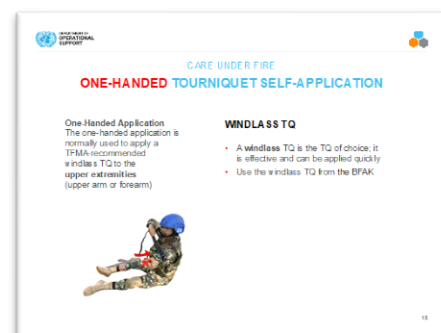 DEPARTMENT OF
OPERATIONAL
SUPPORT
CARE UNDER FIRE
ONE-HANDED TOURNIQUET SELF-APPLICATION
One-Handed Application
The one-handed application is
normally used to apply a
TFMA-recommended
windlass TQ to the
upper extremities
(upper arm or forearm)
WINDLASS TQ
• A windlass TQ is the TQ of choice; it
is effective and can be applied quickly
• Use the windlass TQ from the BFAK